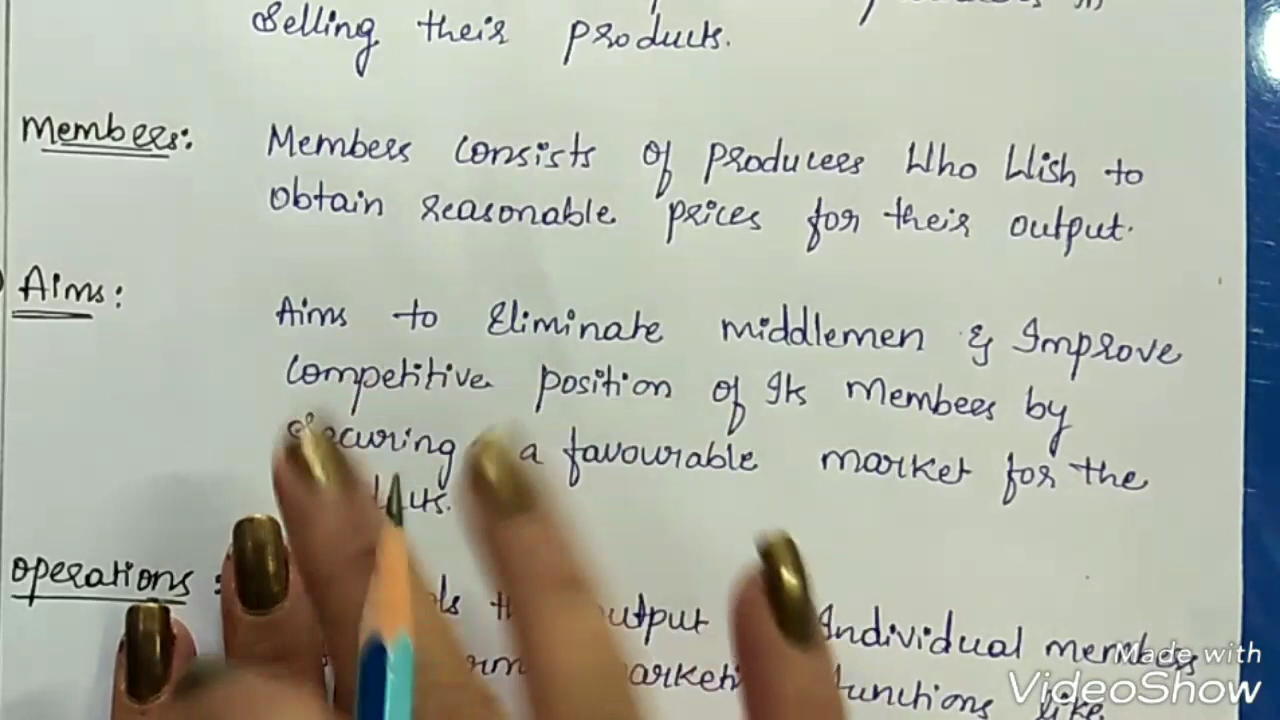 Selling their products.
Members: Members consists of producers who wish to
obtain reasonable prices for their output.
Aims: Aims to Eliminate middlemen & Improve
competitive position of Its members by
securing a favourable market for the
operations : output Individual members
functions like
Made with
VideoShow